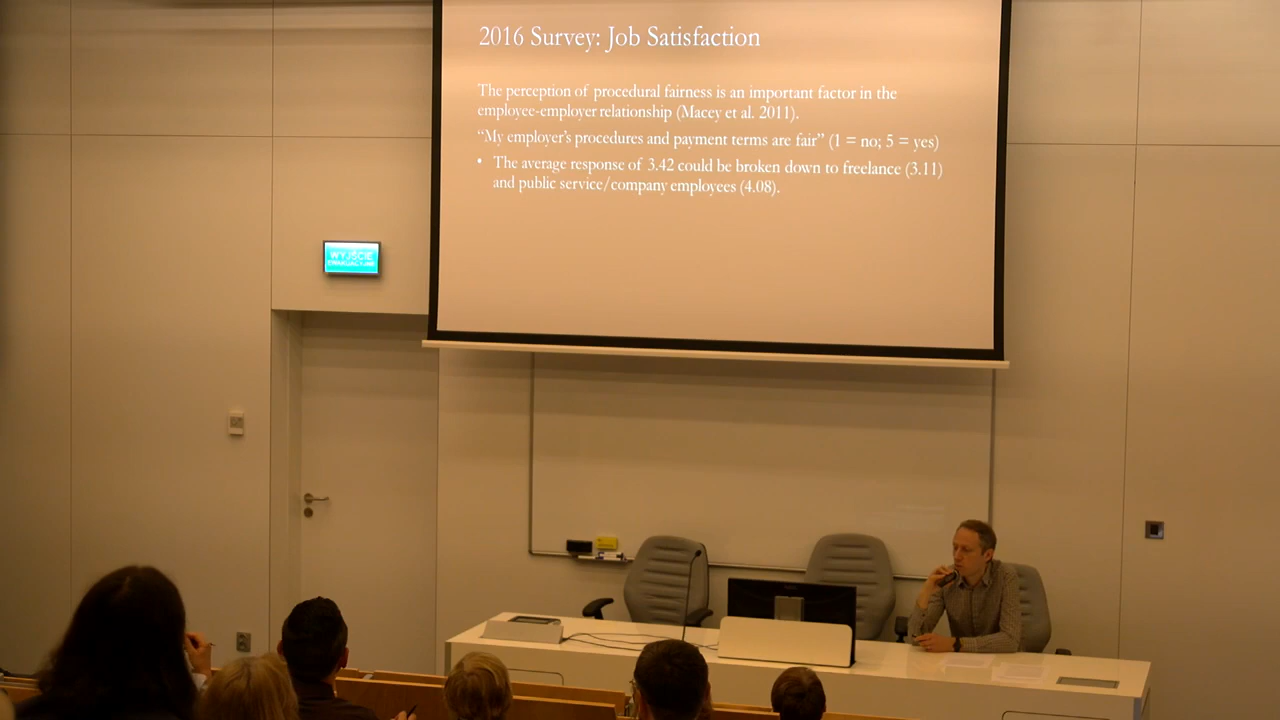 2016 Survey: Job Satisfaction
The perception of procedural fairness is an important factor in the
employee-employer relationship (Macey et al. 2011).
“My employer’s procedures and payment terms are fair” (1 = no; 5 = yes)
• The average response of 3.42 could be broken down to freelance (3.11)
and public service/company employees (4.08).
WYJŚCIE